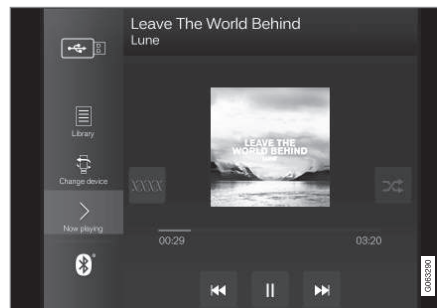 Leave The World Behind
Lune
Library
LEAVE THE
WORLD BEHIND
LUNE
Change device
XXXX
Now playing
00:29
03:20
G063290